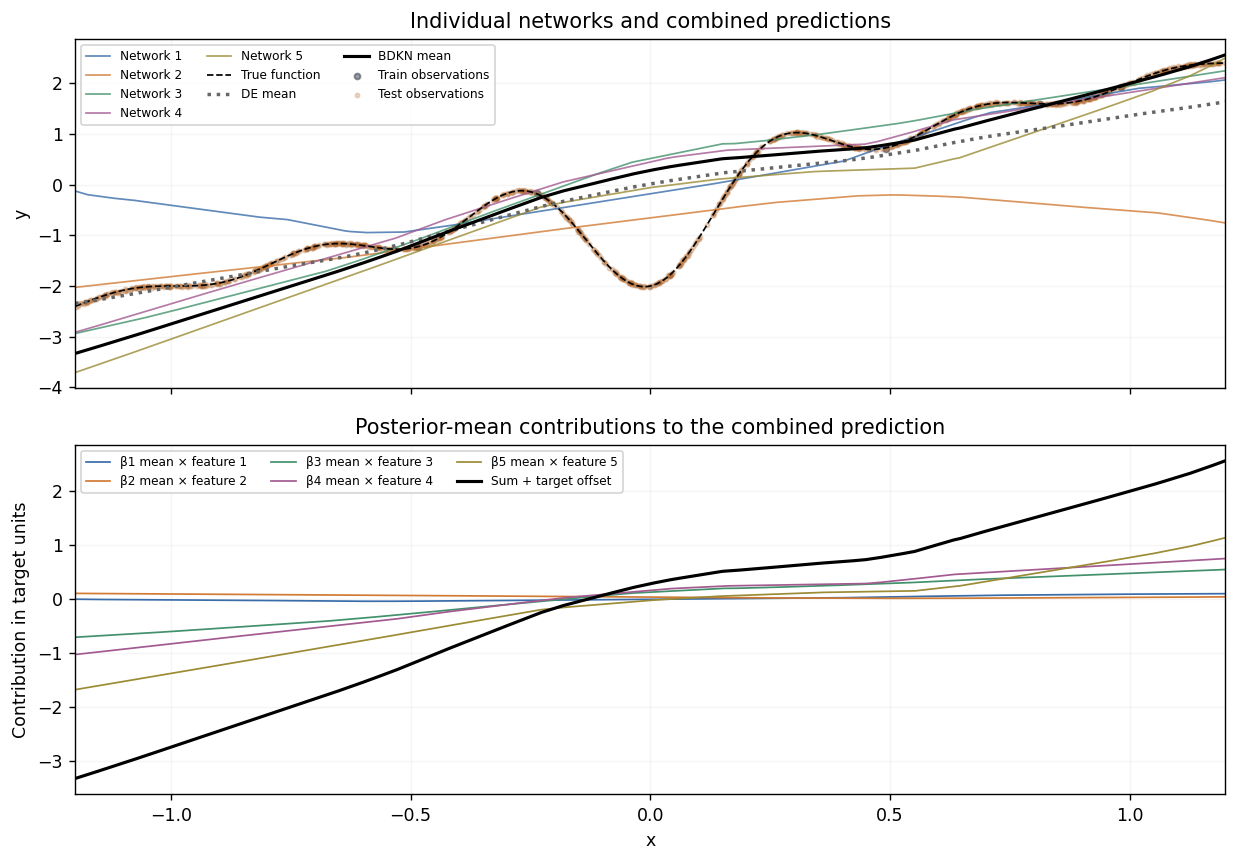 Individual networks and combined predictions
Network 1
Network 2
Network 3
Network 4
Network 5
True function
DE mean
BDKN mean
Train observations
Test observations
y
2
1
0
−1
−2
−3
−4
Posterior-mean contributions to the combined prediction
β1 mean × feature 1
β2 mean × feature 2
β3 mean × feature 3
β4 mean × feature 4
β5 mean × feature 5
Sum + target offset
Contribution in target units
2
1
0
−1
−2
−3
−1.0
−0.5
0.0
0.5
1.0
x